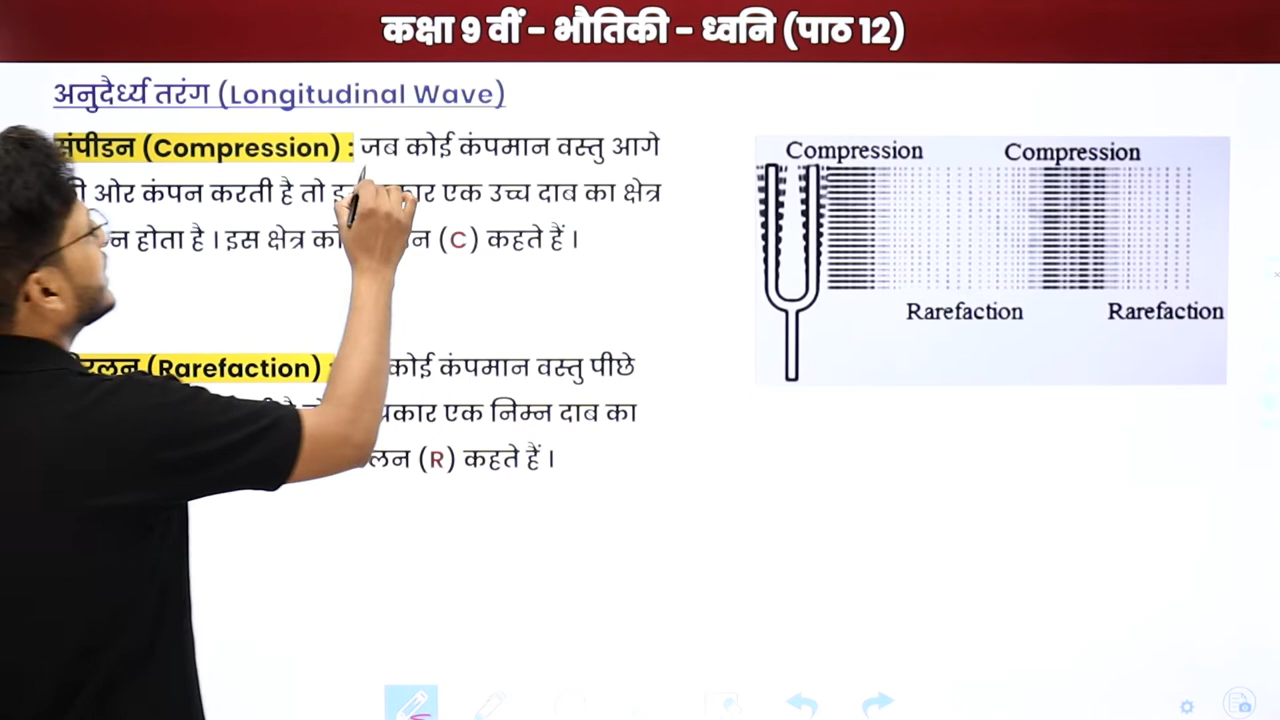 कक्षा 9 वीं - भौतिकी - ध्वनि (पाठ 12)
अनुदैर्ध्य तरंग (Longitudinal Wave)
संपीडन (Compression) : जब कोई कंपमान वस्तु आगे
ओर कंपन करती है तो एक उच्च दाब का क्षेत्र
होता है । इस क्षेत्र को (C) कहते हैं ।
(Rarefaction) : कोई कंपमान वस्तु पीछे
एक निम्न दाब का
(R) कहते हैं ।
Compression Compression
Rarefaction Rarefaction